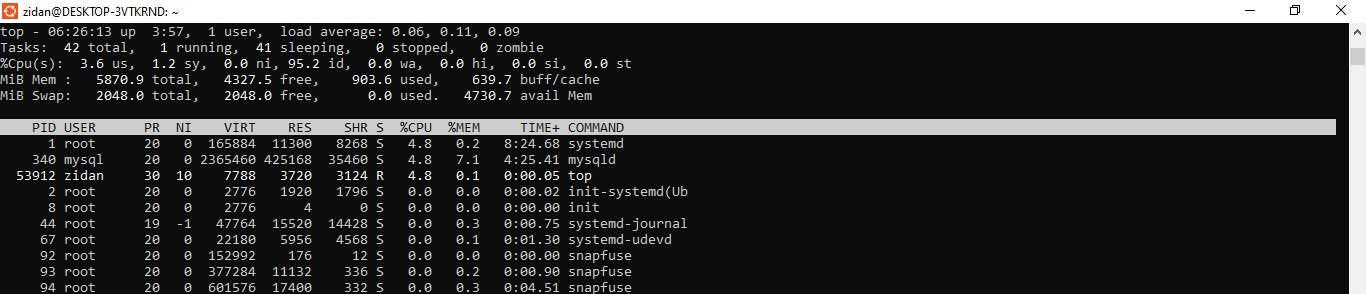 zidan@DESKTOP-3VTKRND: ~
top - 06:26:13 up  3:57,  1 user,  load average: 0.06, 0.11, 0.09
Tasks:  42 total,   1 running,  41 sleeping,   0 stopped,   0 zombie
%Cpu(s):  3.6 us,  1.2 sy,  0.0 ni, 95.2 id,  0.0 wa,  0.0 hi,  0.0 si,  0.0 st
MiB Mem :   5870.9 total,   4327.5 free,    903.6 used,    639.7 buff/cache
MiB Swap:   2048.0 total,   2048.0 free,      0.0 used.   4730.7 avail Mem
    PID USER      PR  NI    VIRT    RES    SHR S  %CPU  %MEM     TIME+ COMMAND
      1 root      20   0  165884  11300   8268 S   4.8   0.2   8:24.68 systemd
    340 mysql     20   0 2365460 425168  35460 S   4.8   7.1   4:25.41 mysqld
  53912 zidan     30  10    7788   3720   3124 R   4.8   0.1   0:00.05 top
      2 root      20   0    2776   1920   1796 S   0.0   0.0   0:00.02 init-systemd(Ub
      8 root      20   0    2776      4      0 S   0.0   0.0   0:00.00 init
     44 root      19  -1   47764  15520  14428 S   0.0   0.3   0:00.75 systemd-journal
     67 root      20   0   22180   5956   4568 S   0.0   0.1   0:01.30 systemd-udevd
     92 root      20   0  152992    176     12 S   0.0   0.0   0:00.00 snapfuse
     93 root      20   0  377284  11132    336 S   0.0   0.2   0:00.90 snapfuse
     94 root      20   0  601576  17400    332 S   0.0   0.3   0:04.51 snapfuse